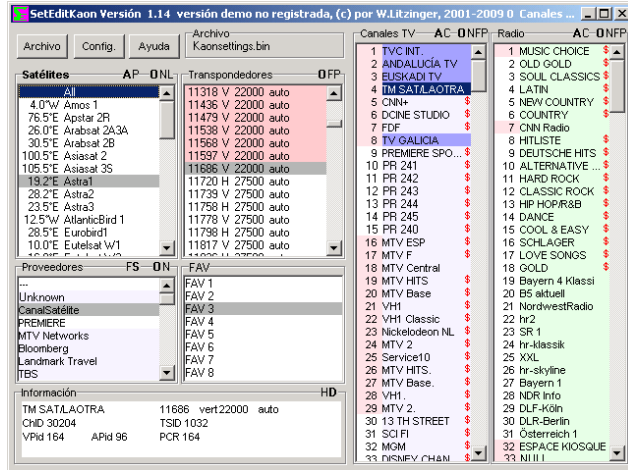 SetEditKaon Versión 1.14 versión demo no registrada, (c) por W.Litzinger, 2001-2009 0 Canales ...
Archivo
Config.
Ayuda
Archivo
Kaonsettings.bin
Satélites AP ONL
All
4.0°W Amos 1
76.5°E Apstar 2R
26.0°E Arabsat 2A3A
30.5°E Arabsat 2B
100.5°E Asiasat 2
105.5°E Asiasat 3S
19.2°E Astra1
28.2°E Astra2
23.5°E Astra3
12.5°W AtlanticBird 1
28.5°E Eurobird1
10.0°E Eutelsat W1
Transpondedores OFP
11318 V 22000 auto
11436 V 22000 auto
11479 V 22000 auto
11538 V 22000 auto
11568 V 22000 auto
11597 V 22000 auto
11686 V 22000 auto
11720 H 27500 auto
11739 V 27500 auto
11758 H 27500 auto
11778 V 27500 auto
11798 H 27500 auto
11817 V 27500 auto
Proveedores FS ON
---
Unknown
CanalSatélite
PREMIERE
MTV Networks
Bloomberg
Landmark Travel
TBS
FAV
FAV 1
FAV 2
FAV 3
FAV 4
FAV 5
FAV 6
FAV 7
FAV 8
Información HD
TM SAT/LAOTRA 11686 vert22000 auto
ChID 30204 TSID 1032
VPid 164 APid 96 PCR 164
Canales TV AC ONFP
1 TVC INT.
2 ANDALUCÍA TV
3 EUSKADI TV
4 TM SAT/LAOTRA
5 CNN+ $
6 DCINE STUDIO $
7 FDF $
8 TV GALICIA
9 PREMIERE SPO... $
10 PR 241 $
11 PR 242 $
12 PR 243 $
13 PR 244 $
14 PR 245 $
15 PR 240 $
16 MTV ESP $
17 MTV F $
18 MTV Central
19 MTV HITS $
20 MTV Base $
21 VH1 $
22 VH1 Classic $
23 Nickelodeon NL $
24 MTV 2 $
25 Service10 $
26 MTV HITS. $
27 MTV Base. $
28 VH1. $
29 MTV 2. $
30 13 TH STREET $
31 SCI FI $
32 MGM $
33 DISNEY CHAN $
Radio AC ONFP
1 MUSIC CHOICE $
2 OLD GOLD $
3 SOUL CLASSICS $
4 LATIN $
5 NEW COUNTRY $
6 COUNTRY $
7 CNN Radio
8 HITLISTE $
9 DEUTSCHE HITS $
10 ALTERNATIVE ... $
11 HARD ROCK $
12 CLASSIC ROCK $
13 HIP HOP/R&B $
14 DANCE $
15 COOL & EASY $
16 SCHLAGER $
17 LOVE SONGS $
18 GOLD $
19 Bayern 4 Klassi
20 B5 aktuell
21 NordwestRadio
22 hr2
23 SR 1
24 hr-klassik
25 XXL
26 hr-skyline
27 Bayern 1
28 NDR Info
29 DLF-Köln
30 DLR-Berlin
31 Österreich 1
32 ESPACE KIOSQUE
33 NULL